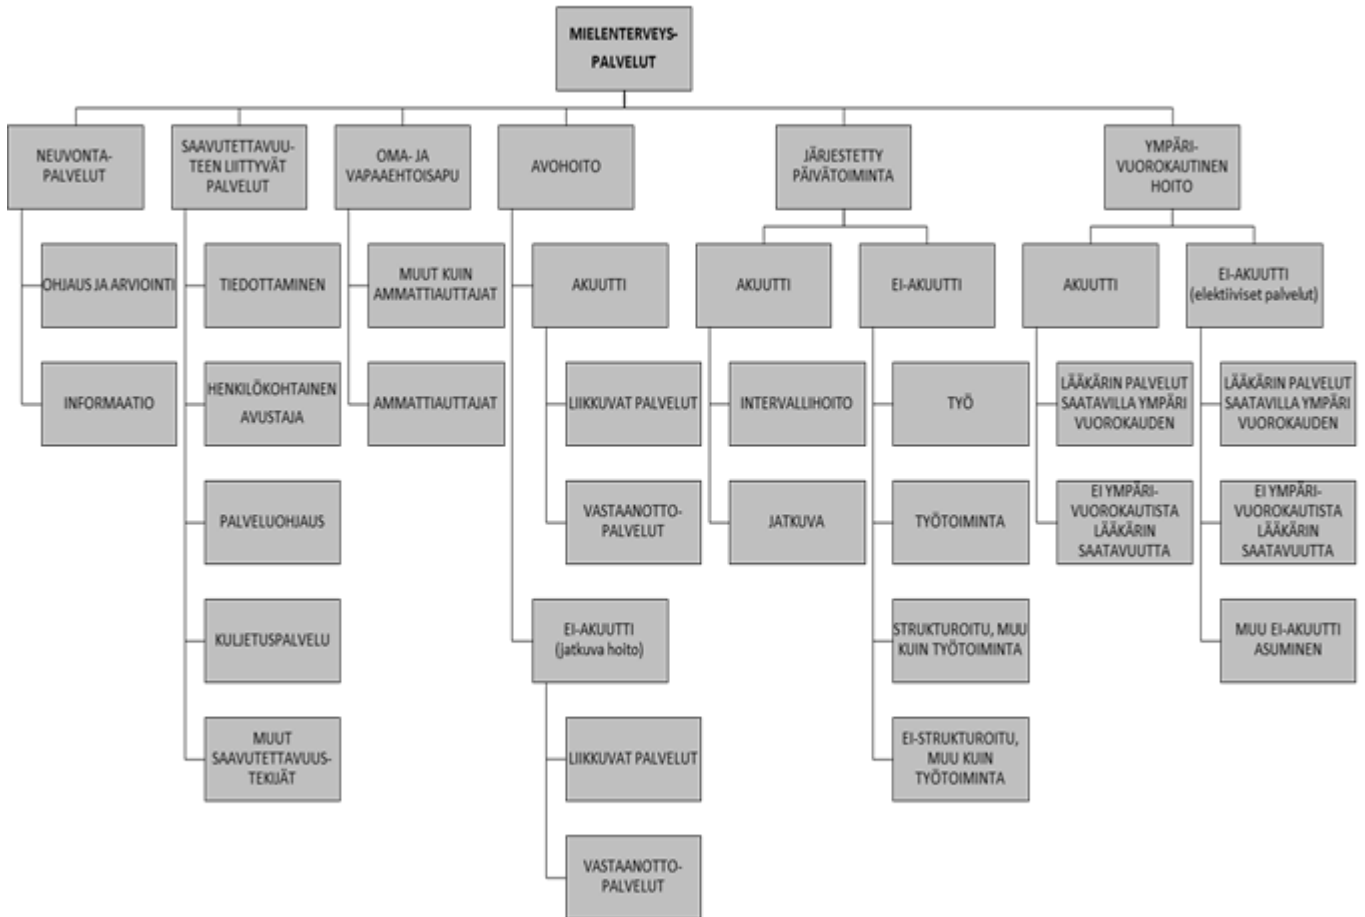 MIELENTERVEYS-
PALVELUT
NEUVONTA-
PALVELUT
SAAVUTETTAVUU-
TEEN LIITTYVÄT
PALVELUT
OMA- JA
VAPAAEHTOISAPU
AVOHOITO
JÄRJESTETTY
PÄIVÄTOIMINTA
YMPÄRI-
VUOROKAUTINEN
HOITO
OHJAUS JA ARVIOINTI
TIEDOTTAMINEN
MUUT KUIN
AMMATTIAUTTAJAT
AKUUTTI
AKUUTTI
EI-AKUUTTI
AKUUTTI
EI-AKUUTTI
(elektiiviset palvelut)
INFORMAATIO
HENKILÖKOHTAINEN
AVUSTAJA
AMMATTIAUTTAJAT
LIIKKUVAT PALVELUT
INTERVALLIHOITO
TYÖ
LÄÄKÄRIN PALVELUT
SAATAVILLA YMPÄRI
VUOROKAUDEN
LÄÄKÄRIN PALVELUT
SAATAVILLA YMPÄRI
VUOROKAUDEN
PALVELUOHJAUS
VASTAANOTTO-
PALVELUT
JATKUVA
TYÖTOIMINTA
EI YMPÄRI-
VUOROKAUTISTA
LÄÄKÄRIN
SAATAVUUTTA
EI YMPÄRI-
VUOROKAUTISTA
LÄÄKÄRIN
SAATAVUUTTA
KULJETUSPALVELU
EI-AKUUTTI
(jatkuva hoito)
STRUKTUROITU, MUU
KUIN TYÖTOIMINTA
MUU EI-AKUUTTI
ASUMINEN
MUUT
SAAVUTETTAVUUS-
TEKIJÄT
LIIKKUVAT PALVELUT
EI-STRUKTUROITU,
MUU KUIN
TYÖTOIMINTA
VASTAANOTTO-
PALVELUT